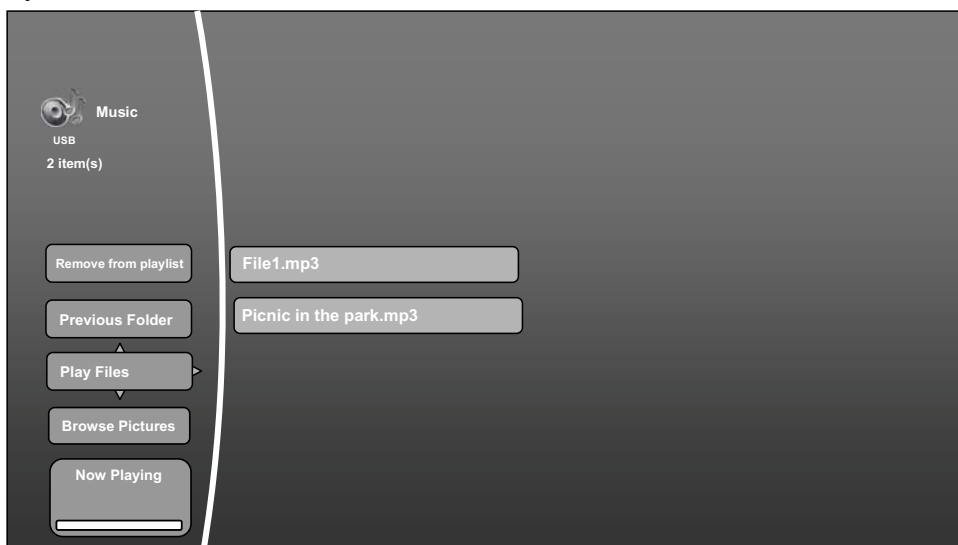 Music
USB
2 item(s)
Remove from playlist
File1.mp3
Previous Folder
Picnic in the park.mp3
Play Files
Browse Pictures
Now Playing